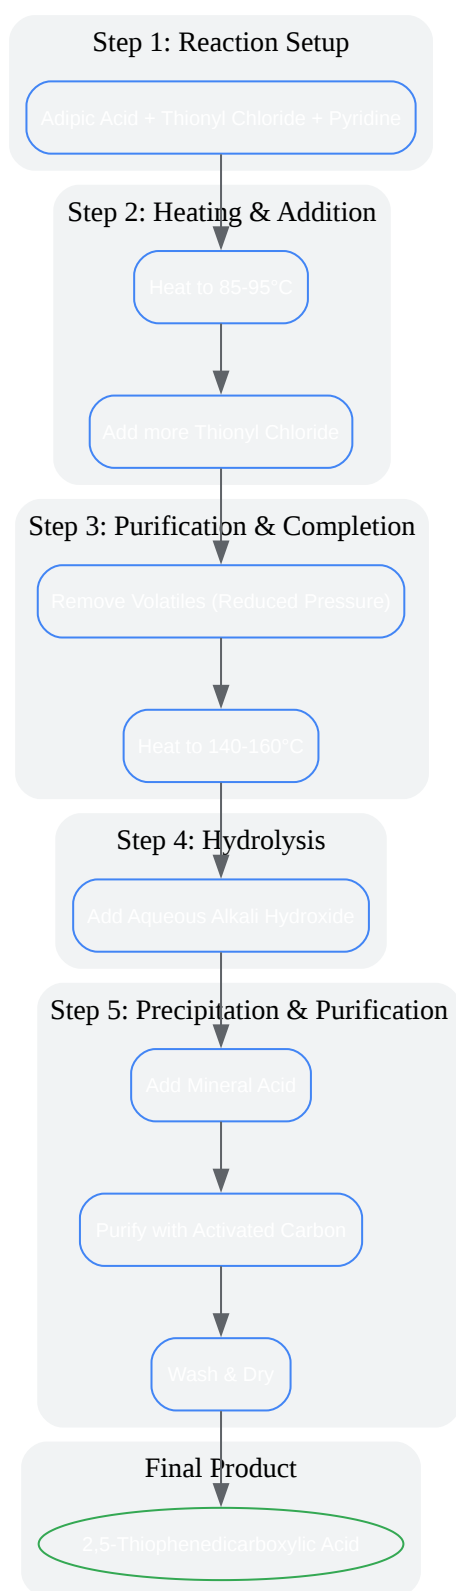 Step 1: Reaction Setup
Adipic Acid + Thionyl Chloride + Pyridine
Step 2: Heating & Addition
Heat to 85-95°C
Add more Thionyl Chloride
Step 3: Purification & Completion
Remove Volatiles (Reduced Pressure)
Heat to 140-160°C
Step 4: Hydrolysis
Add Aqueous Alkali Hydroxide
Step 5: Precipitation & Purification
Add Mineral Acid
Purify with Activated Carbon
Wash & Dry
Final Product
2,5-Thiophenedicarboxylic Acid